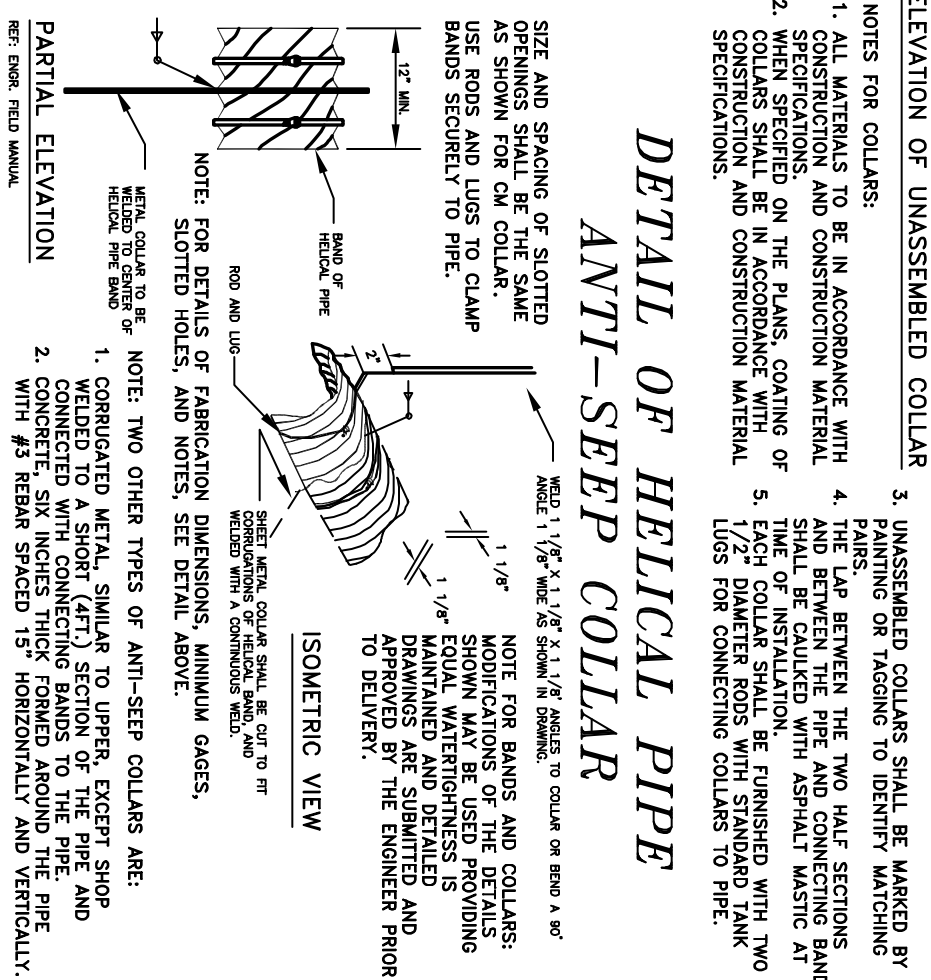 ELEVATION OF UNASSEMBLED COLLAR
NOTES FOR COLLARS:
1. ALL MATERIALS TO BE IN ACCORDANCE WITH
CONSTRUCTION AND CONSTRUCTION MATERIAL
SPECIFICATIONS.
2. WHEN SPECIFIED ON THE PLANS, COATING OF
COLLARS SHALL BE IN ACCORDANCE WITH
CONSTRUCTION AND CONSTRUCTION MATERIAL
SPECIFICATIONS.
3. UNASSEMBLED COLLARS SHALL BE MARKED BY
PAINTING OR TAGGING TO IDENTIFY MATCHING
PAIRS.
4. THE LAP BETWEEN THE TWO HALF SECTIONS
AND BETWEEN THE PIPE AND CONNECTING BAND
SHALL BE CAULKED WITH ASPHALT MASTIC AT
TIME OF INSTALLATION.
5. EACH COLLAR SHALL BE FURNISHED WITH TWO
1/2" DIAMETER RODS WITH STANDARD TANK
LUGS FOR CONNECTING COLLARS TO PIPE.
DETAIL OF HELICAL PIPE
ANTI-SEEP COLLAR
SIZE AND SPACING OF SLOTTED
OPENINGS SHALL BE THE SAME
AS SHOWN FOR CM COLLAR.
USE RODS AND LUGS TO CLAMP
BANDS SECURELY TO PIPE.
WELD 1 1/8" X 1 1/8" X 1 1/8' ANGLES TO COLLAR OR BEND A 90°
ANGLE 1 1/8" WIDE AS SHOWN IN DRAWING.
12" MIN.
BAND OF
HELICAL PIPE
METAL COLLAR TO BE
WELDED TO CENTER OF
HELICAL PIPE BAND
PARTIAL ELEVATION
REF: ENGR. FIELD MANUAL
2"
1 1/8"
1 1/8"
ROD AND LUG
SHEET METAL COLLAR SHALL BE CUT TO FIT
CORRUGATIONS OF HELICAL BAND, AND
WELDED WITH A CONTINUOUS WELD.
ISOMETRIC VIEW
NOTE FOR BANDS AND COLLARS:
MODIFICATIONS OF THE DETAILS
SHOWN MAY BE USED PROVIDING
EQUAL WATERTIGHTNESS IS
MAINTAINED AND DETAILED
DRAWINGS ARE SUBMITTED AND
APPROVED BY THE ENGINEER PRIOR
TO DELIVERY.
NOTE: FOR DETAILS OF FABRICATION DIMENSIONS, MINIMUM GAGES,
SLOTTED HOLES, AND NOTES, SEE DETAIL ABOVE.
NOTE: TWO OTHER TYPES OF ANTI-SEEP COLLARS ARE:
1. CORRUGATED METAL, SIMILAR TO UPPER, EXCEPT SHOP
WELDED TO A SHORT (4FT.) SECTION OF THE PIPE AND
CONNECTED WITH CONNECTING BANDS TO THE PIPE.
2. CONCRETE, SIX INCHES THICK FORMED AROUND THE PIPE
WITH #3 REBAR SPACED 15" HORIZONTALLY AND VERTICALLY.